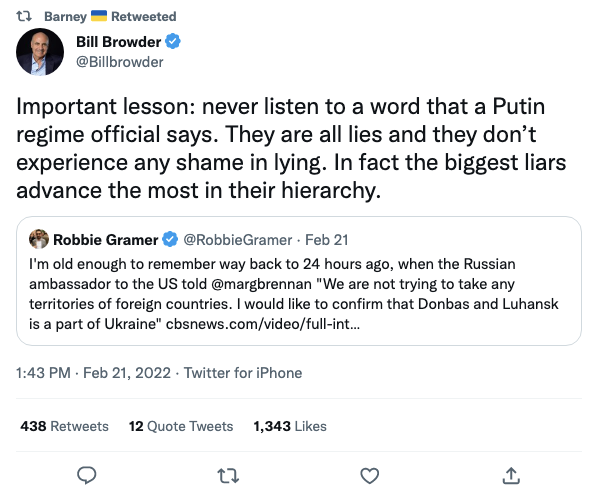 Barney 🇺🇦 Retweeted
Bill Browder
@Billbrowder
Important lesson: never listen to a word that a Putin
regime official says. They are all lies and they don’t
experience any shame in lying. In fact the biggest liars
advance the most in their hierarchy.
Robbie Gramer @RobbieGramer · Feb 21
I'm old enough to remember way back to 24 hours ago, when the Russian
ambassador to the US told @margbrennan "We are not trying to take any
territories of foreign countries. I would like to confirm that Donbas and Luhansk
is a part of Ukraine" cbsnews.com/video/full-int…
1:43 PM · Feb 21, 2022 · Twitter for iPhone
438 Retweets 12 Quote Tweets 1,343 Likes